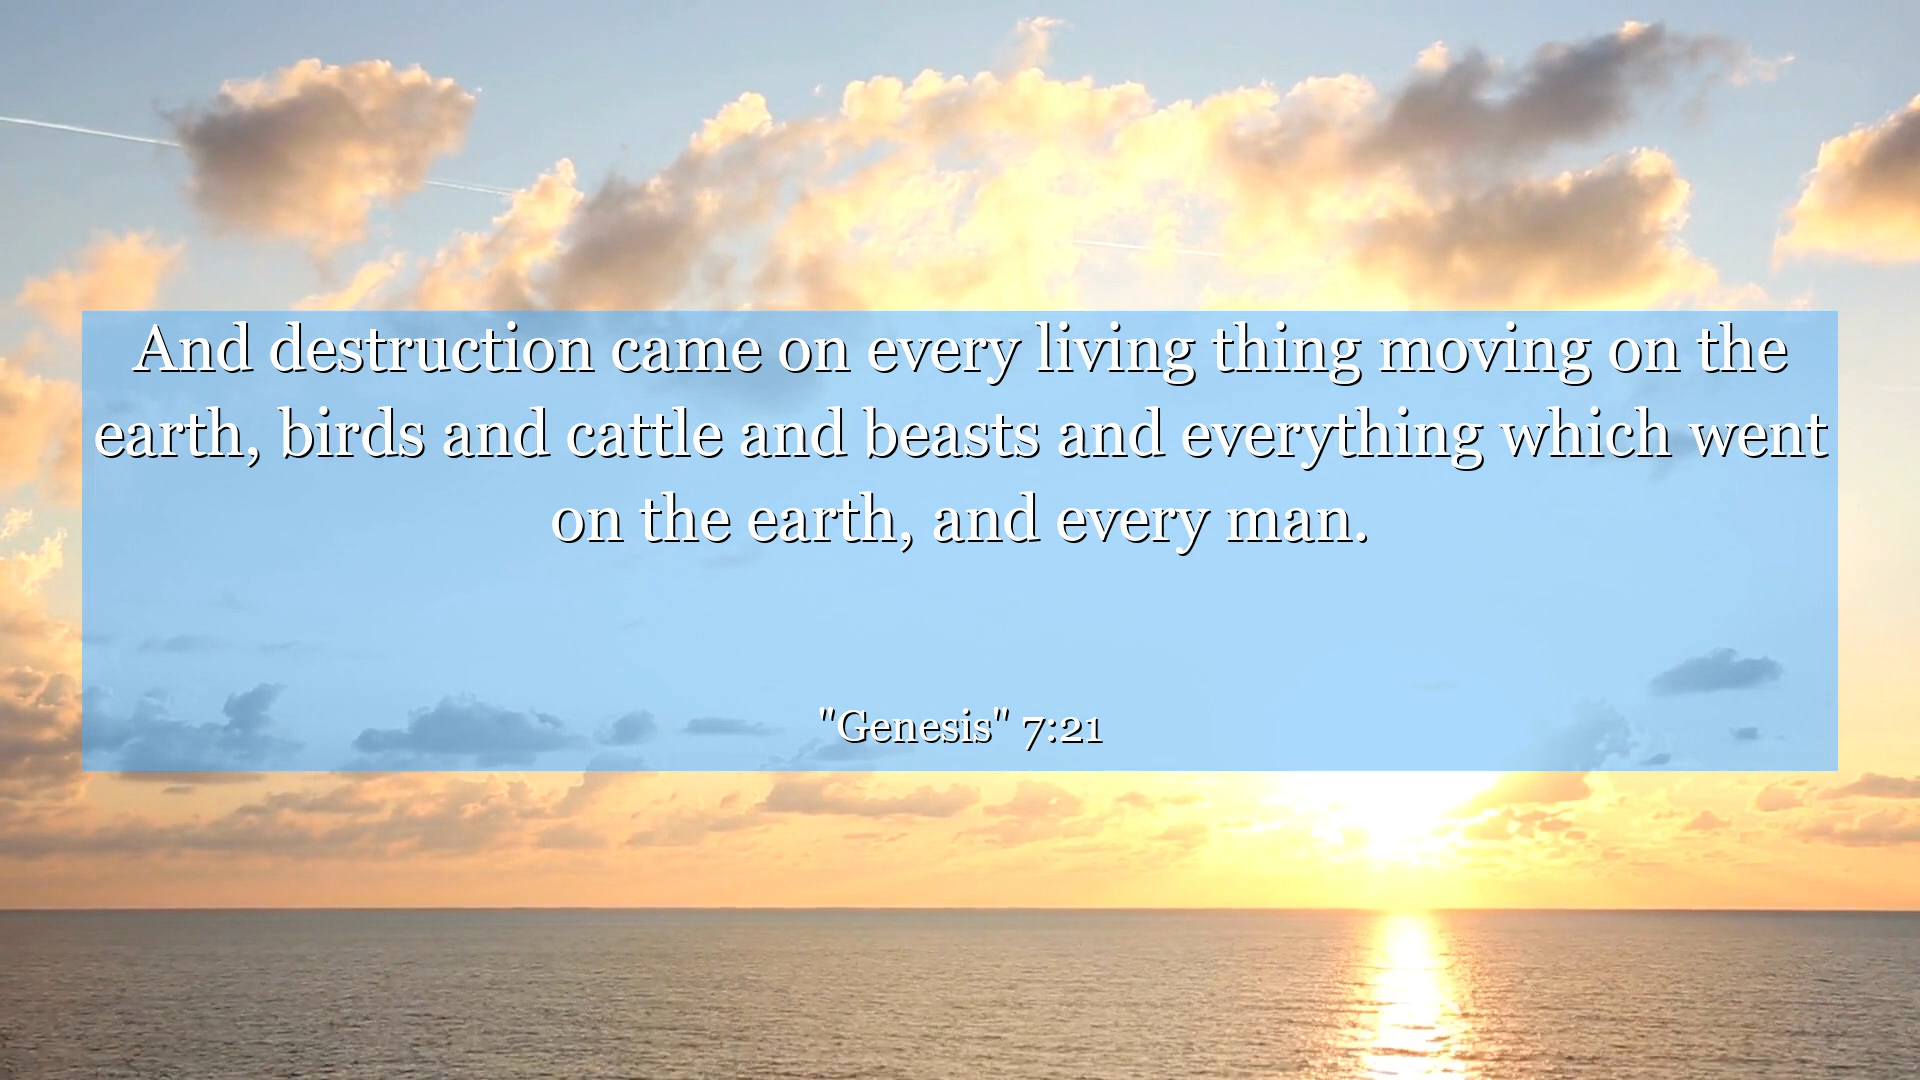 And destruction came on every living thing moving on the
earth, birds and cattle and beasts and everything which went
on the earth, and every man.
"Genesis" 7:21